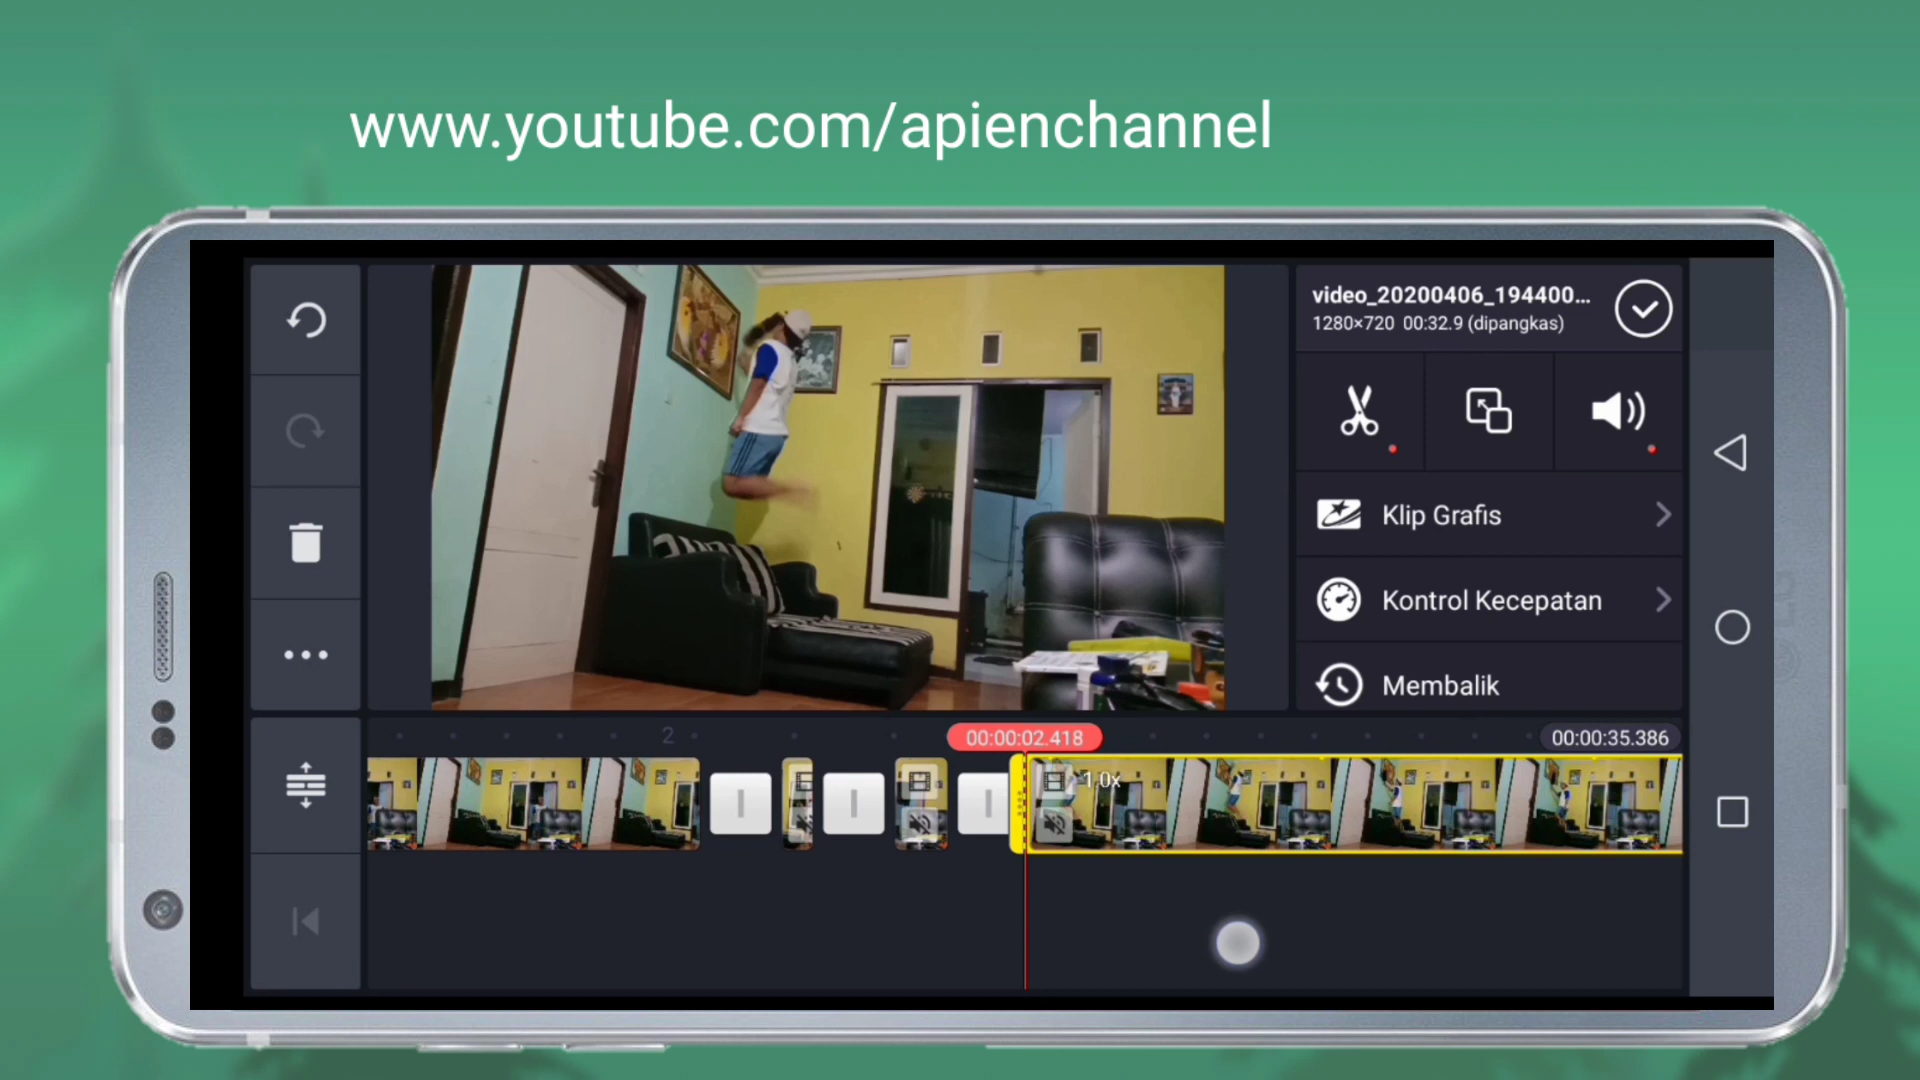 www.youtube.com/apienchannel
video_20200406_194400...
1280×720 00:32.9 (dipangkas)
Klip Grafis
Kontrol Kecepatan
Membalik
2
00:00:02.418
00:00:35.386
1.0x